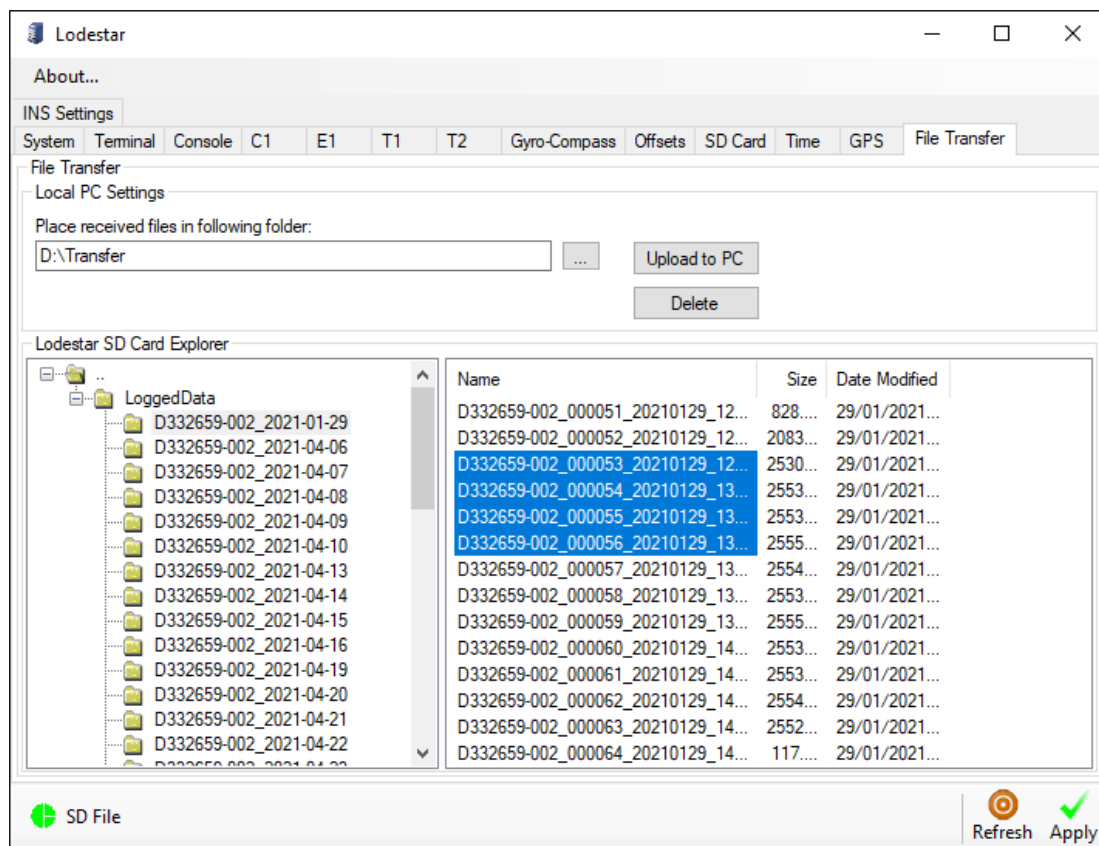 Lodestar
About...
INS Settings
System Terminal Console C1 E1 T1 T2 Gyro-Compass Offsets SD Card Time GPS File Transfer
File Transfer
Local PC Settings
Place received files in following folder:
D:\Transfer ... Upload to PC
Delete
Lodestar SD Card Explorer
..
LoggedData
D332659-002_2021-01-29
D332659-002_2021-04-06
D332659-002_2021-04-07
D332659-002_2021-04-08
D332659-002_2021-04-09
D332659-002_2021-04-10
D332659-002_2021-04-13
D332659-002_2021-04-14
D332659-002_2021-04-15
D332659-002_2021-04-16
D332659-002_2021-04-19
D332659-002_2021-04-20
D332659-002_2021-04-21
D332659-002_2021-04-22
Name Size Date Modified
D332659-002_000051_20210129_12... 828.... 29/01/2021...
D332659-002_000052_20210129_12... 2083... 29/01/2021...
D332659-002_000053_20210129_12... 2530... 29/01/2021...
D332659-002_000054_20210129_13... 2553... 29/01/2021...
D332659-002_000055_20210129_13... 2553... 29/01/2021...
D332659-002_000056_20210129_13... 2555... 29/01/2021...
D332659-002_000057_20210129_13... 2554... 29/01/2021...
D332659-002_000058_20210129_13... 2553... 29/01/2021...
D332659-002_000059_20210129_13... 2555... 29/01/2021...
D332659-002_000060_20210129_14... 2553... 29/01/2021...
D332659-002_000061_20210129_14... 2553... 29/01/2021...
D332659-002_000062_20210129_14... 2554... 29/01/2021...
D332659-002_000063_20210129_14... 2552... 29/01/2021...
D332659-002_000064_20210129_14... 117.... 29/01/2021...
SD File
Refresh Apply